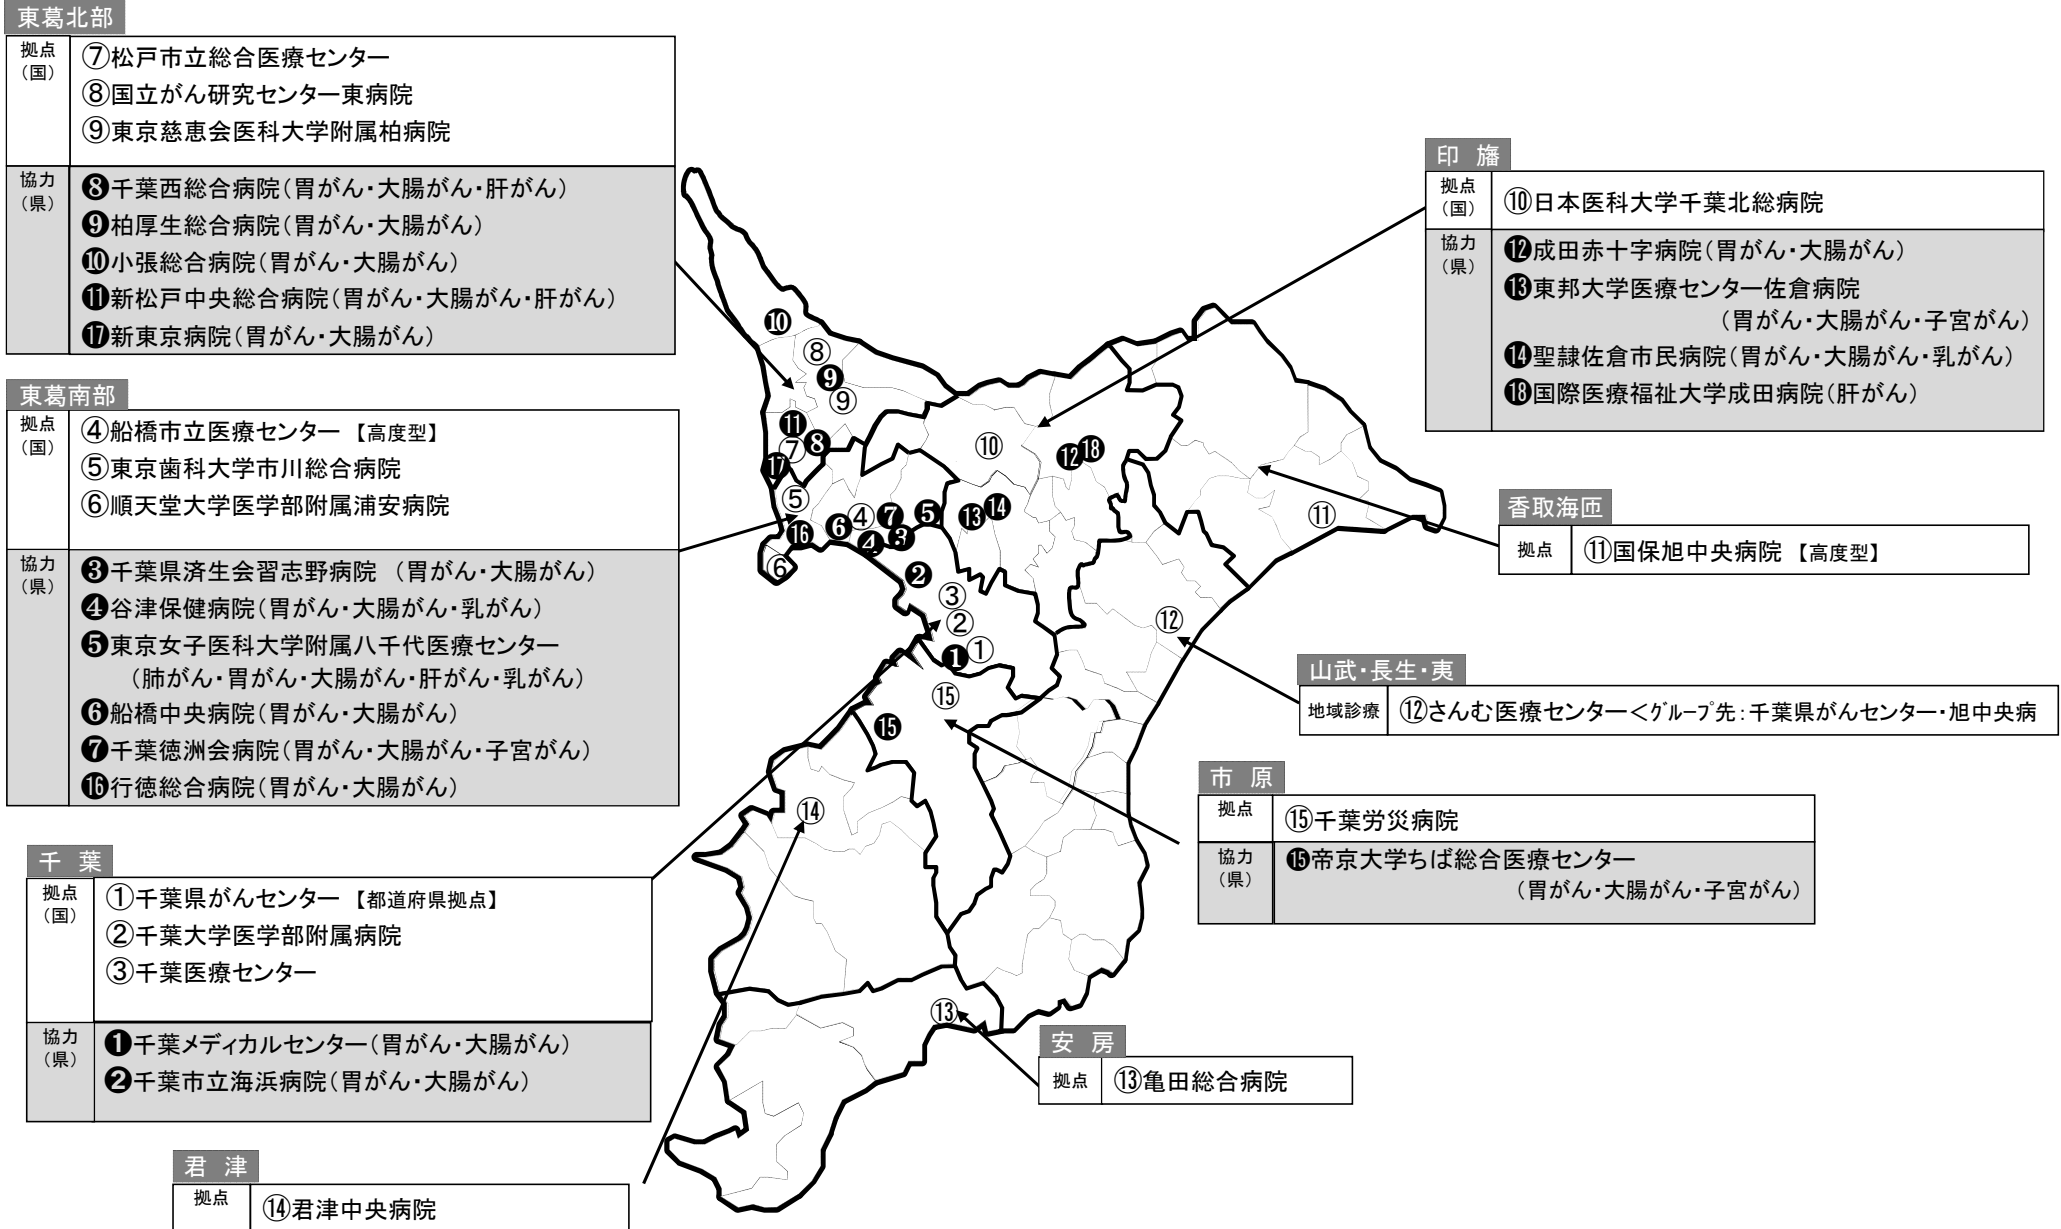 東葛北部
拠点
（国）
⑦松戸市立総合医療センター
⑧国立がん研究センター東病院
⑨東京慈恵会医科大学附属柏病院
協力
（県）
❽千葉西総合病院（胃がん・大腸がん・肝がん）
❾柏厚生総合病院（胃がん・大腸がん）
❿小張総合病院（胃がん・大腸がん）
⓫新松戸中央総合病院（胃がん・大腸がん・肝がん）
⓱新東京病院（胃がん・大腸がん）
東葛南部
拠点
（国）
④船橋市立医療センター 【高度型】
⑤東京歯科大学市川総合病院
⑥順天堂大学医学部附属浦安病院
協力
（県）
❸千葉県済生会習志野病院 （胃がん・大腸がん）
❹谷津保健病院（胃がん・大腸がん・乳がん）
❺東京女子医科大学附属八千代医療センター
（肺がん・胃がん・大腸がん・肝がん・乳がん）
❻船橋中央病院（胃がん・大腸がん）
❼千葉徳洲会病院（胃がん・大腸がん・子宮がん）
⓰行徳総合病院（胃がん・大腸がん）
千 葉
拠点
（国）
①千葉県がんセンター 【都道府県拠点】
②千葉大学医学部附属病院
③千葉医療センター
協力
（県）
❶千葉メディカルセンター（胃がん・大腸がん）
❷千葉市立海浜病院（胃がん・大腸がん）
君 津
拠点
⑭君津中央病院
❿
⑧
❾
⑨
⓫
❽
⑦
⓱
⑤
④
❼
❺
❻
⓰
❹
❸
⑥
❷
③
②
①
❶
⑩
⓬
⓲
⓭
⓮
⑪
⑫
⑮
⓯
⑭
⑬
印 旛
拠点
（国）
⑩日本医科大学千葉北総病院
協力
（県）
⓬成田赤十字病院（胃がん・大腸がん）
⓭東邦大学医療センター佐倉病院
（胃がん・大腸がん・子宮がん）
⓮聖隷佐倉市民病院（胃がん・大腸がん・乳がん）
⓲国際医療福祉大学成田病院（肝がん）
香取海匝
拠点
⑪国保旭中央病院 【高度型】
山武・長生・夷
地域診療
⑫さんむ医療センター＜ｸﾞﾙｰﾌﾟ先：千葉県がんセンター・旭中央病
市 原
拠点
⑮千葉労災病院
協力
（県）
⓯帝京大学ちば総合医療センター
（胃がん・大腸がん・子宮がん）
安 房
拠点
⑬亀田総合病院